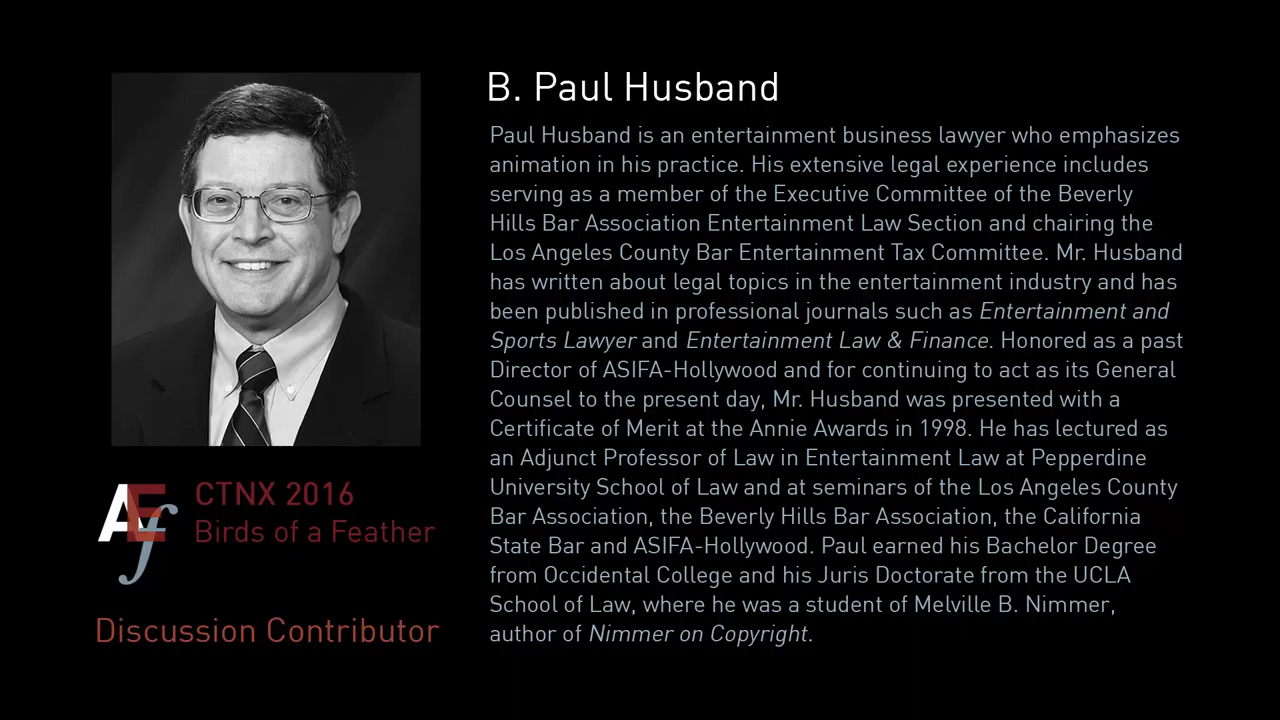 B. Paul Husband
Paul Husband is an entertainment business lawyer who emphasizes
animation in his practice. His extensive legal experience includes
serving as a member of the Executive Committee of the Beverly
Hills Bar Association Entertainment Law Section and chairing the
Los Angeles County Bar Entertainment Tax Committee. Mr. Husband
has written about legal topics in the entertainment industry and has
been published in professional journals such as Entertainment and
Sports Lawyer and Entertainment Law & Finance. Honored as a past
Director of ASIFA-Hollywood and for continuing to act as its General
Counsel to the present day, Mr. Husband was presented with a
Certificate of Merit at the Annie Awards in 1998. He has lectured as
an Adjunct Professor of Law in Entertainment Law at Pepperdine
University School of Law and at seminars of the Los Angeles County
Bar Association, the Beverly Hills Bar Association, the California
State Bar and ASIFA-Hollywood. Paul earned his Bachelor Degree
from Occidental College and his Juris Doctorate from the UCLA
School of Law, where he was a student of Melville B. Nimmer,
author of Nimmer on Copyright.
AEf
CTNX 2016
Birds of a Feather
Discussion Contributor